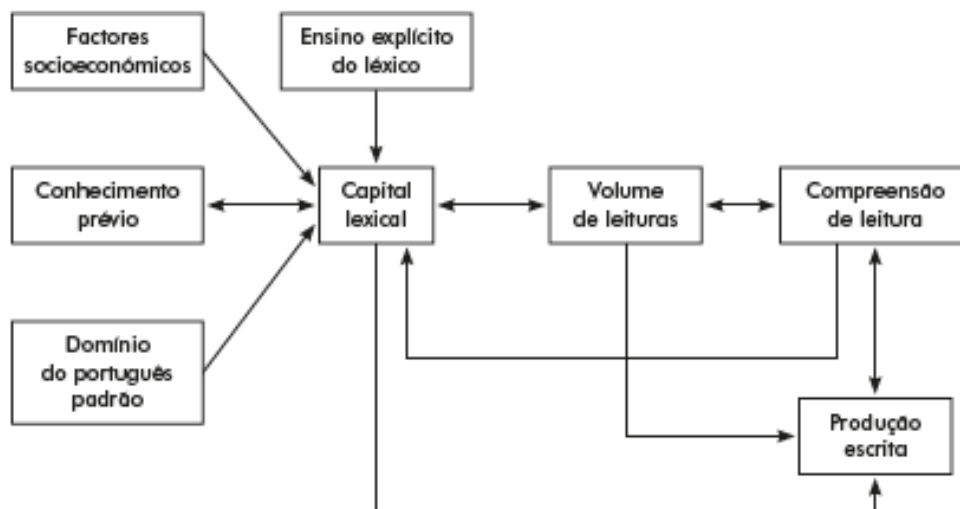 Factores
socioeconómicos
Ensino explícito
do léxico
Conhecimento
prévio
Capital
lexical
Volume
de leituras
Compreensão
de leitura
Domínio
do português
padrão
Produção
escrita